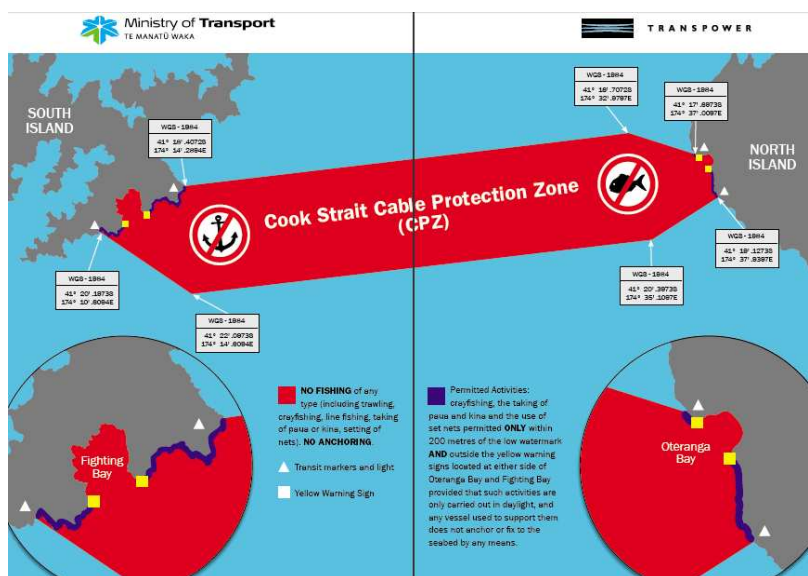 Ministry of Transport
TE MANATŪ WAKA
TRANSPOWER
SOUTH
ISLAND
NORTH
ISLAND
WGS - 1984
41° 18'.4072S
174° 14'.2894E
WGS - 1984
41° 16'.7072S
174° 32'.9797E
WGS - 1984
41° 17'.6973S
174° 37'.0097E
Cook Strait Cable Protection Zone
(CPZ)
WGS - 1984
41° 20'.1973S
174° 10'.8094E
WGS - 1984
41° 22'.0973S
174° 14'.8094E
WGS - 1984
41° 20'.3973S
174° 35'.1097E
WGS - 1984
41° 18'.1273S
174° 37'.8397E
Fighting
Bay
NO FISHING of any
type (including trawling,
crayfishing, line fishing, taking
of paua or kina, setting of
nets). NO ANCHORING.
Transit markers and light
Yellow Warning Sign
Permitted Activities:
crayfishing, the taking of
paua and kina and the use of
set nets permitted ONLY within
200 metres of the low watermark
AND outside the yellow warning
signs located at either side of
Oteranga Bay and Fighting Bay
provided that such activities are
only carried out in daylight, and
any vessel used to support them
does not anchor or fix to the
seabed by any means.
Oteranga
Bay